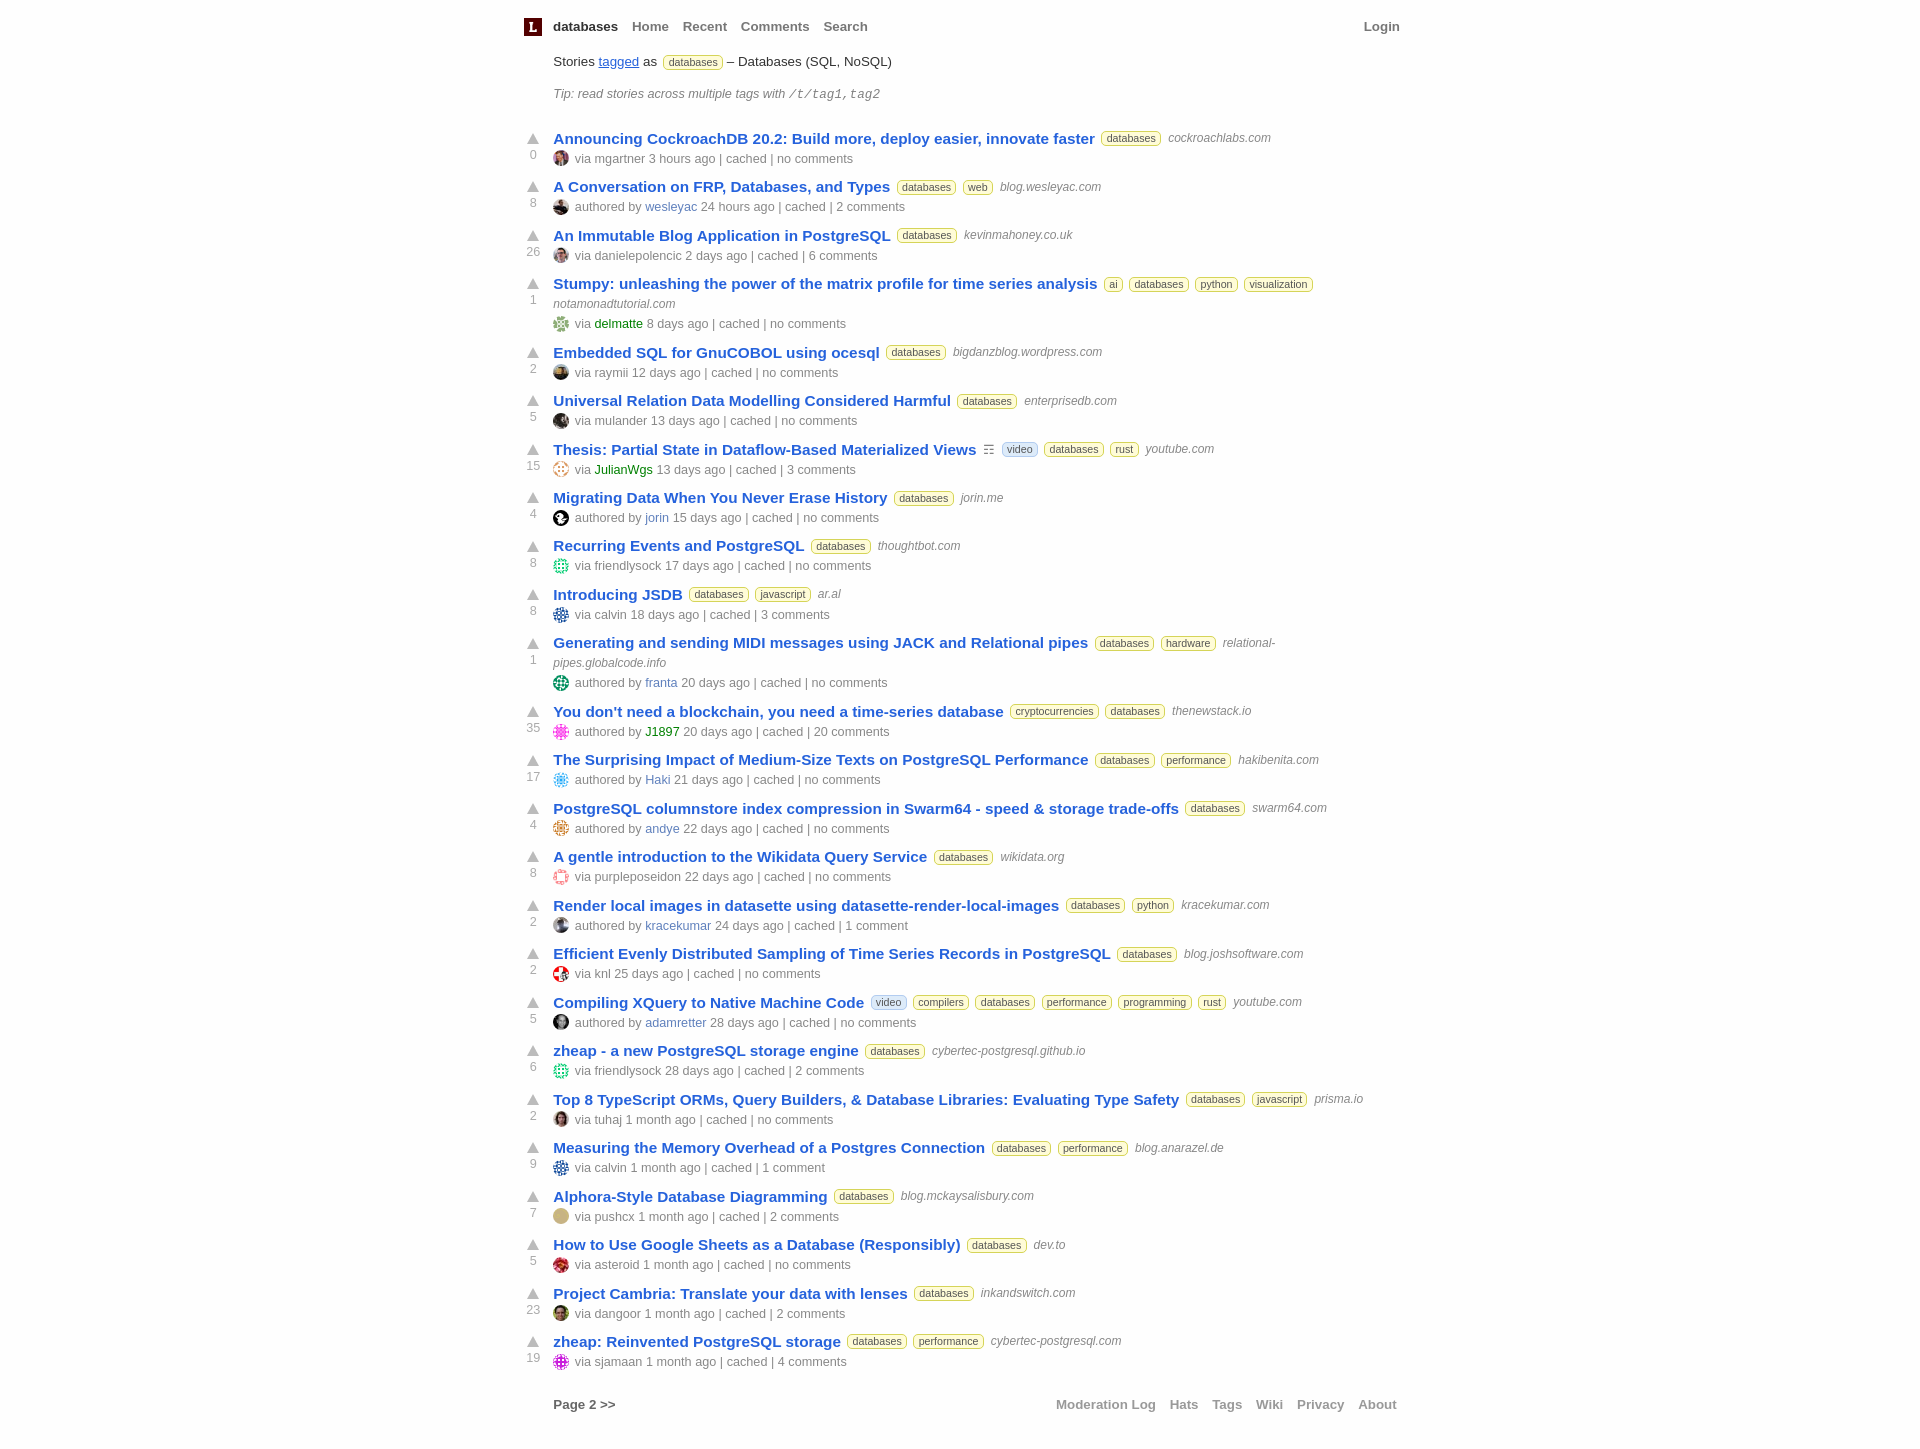 L databases Home Recent Comments Search Login
Stories tagged as databases – Databases (SQL, NoSQL)
Tip: read stories across multiple tags with /t/tag1,tag2
Announcing CockroachDB 20.2: Build more, deploy easier, innovate faster databases cockroachlabs.com
0 via mgartner 3 hours ago | cached | no comments
A Conversation on FRP, Databases, and Types databases web blog.wesleyac.com
8 authored by wesleyac 24 hours ago | cached | 2 comments
An Immutable Blog Application in PostgreSQL databases kevinmahoney.co.uk
26 via danielepolencic 2 days ago | cached | 6 comments
Stumpy: unleashing the power of the matrix profile for time series analysis ai databases python visualization
1 notamonadtutorial.com
via delmatte 8 days ago | cached | no comments
Embedded SQL for GnuCOBOL using ocesql databases bigdanzblog.wordpress.com
2 via raymii 12 days ago | cached | no comments
Universal Relation Data Modelling Considered Harmful databases enterprisedb.com
5 via mulander 13 days ago | cached | no comments
Thesis: Partial State in Dataflow-Based Materialized Views ☶ video databases rust youtube.com
15 via JulianWgs 13 days ago | cached | 3 comments
Migrating Data When You Never Erase History databases jorin.me
4 authored by jorin 15 days ago | cached | no comments
Recurring Events and PostgreSQL databases thoughtbot.com
8 via friendlysock 17 days ago | cached | no comments
Introducing JSDB databases javascript ar.al
8 via calvin 18 days ago | cached | 3 comments
Generating and sending MIDI messages using JACK and Relational pipes databases hardware relational-
1 pipes.globalcode.info
authored by franta 20 days ago | cached | no comments
You don't need a blockchain, you need a time-series database cryptocurrencies databases thenewstack.io
35 authored by J1897 20 days ago | cached | 20 comments
The Surprising Impact of Medium-Size Texts on PostgreSQL Performance databases performance hakibenita.com
17 authored by Haki 21 days ago | cached | no comments
PostgreSQL columnstore index compression in Swarm64 - speed & storage trade-offs databases swarm64.com
4 authored by andye 22 days ago | cached | no comments
A gentle introduction to the Wikidata Query Service databases wikidata.org
8 via purpleposeidon 22 days ago | cached | no comments
Render local images in datasette using datasette-render-local-images databases python kracekumar.com
2 authored by kracekumar 24 days ago | cached | 1 comment
Efficient Evenly Distributed Sampling of Time Series Records in PostgreSQL databases blog.joshsoftware.com
2 via knl 25 days ago | cached | no comments
Compiling XQuery to Native Machine Code video compilers databases performance programming rust youtube.com
5 authored by adamretter 28 days ago | cached | no comments
zheap - a new PostgreSQL storage engine databases cybertec-postgresql.github.io
6 via friendlysock 28 days ago | cached | 2 comments
Top 8 TypeScript ORMs, Query Builders, & Database Libraries: Evaluating Type Safety databases javascript prisma.io
2 via tuhaj 1 month ago | cached | no comments
Measuring the Memory Overhead of a Postgres Connection databases performance blog.anarazel.de
9 via calvin 1 month ago | cached | 1 comment
Alphora-Style Database Diagramming databases blog.mckaysalisbury.com
7 via pushcx 1 month ago | cached | 2 comments
How to Use Google Sheets as a Database (Responsibly) databases dev.to
5 via asteroid 1 month ago | cached | no comments
Project Cambria: Translate your data with lenses databases inkandswitch.com
23 via dangoor 1 month ago | cached | 2 comments
zheap: Reinvented PostgreSQL storage databases performance cybertec-postgresql.com
19 via sjamaan 1 month ago | cached | 4 comments
Page 2 >> Moderation Log Hats Tags Wiki Privacy About